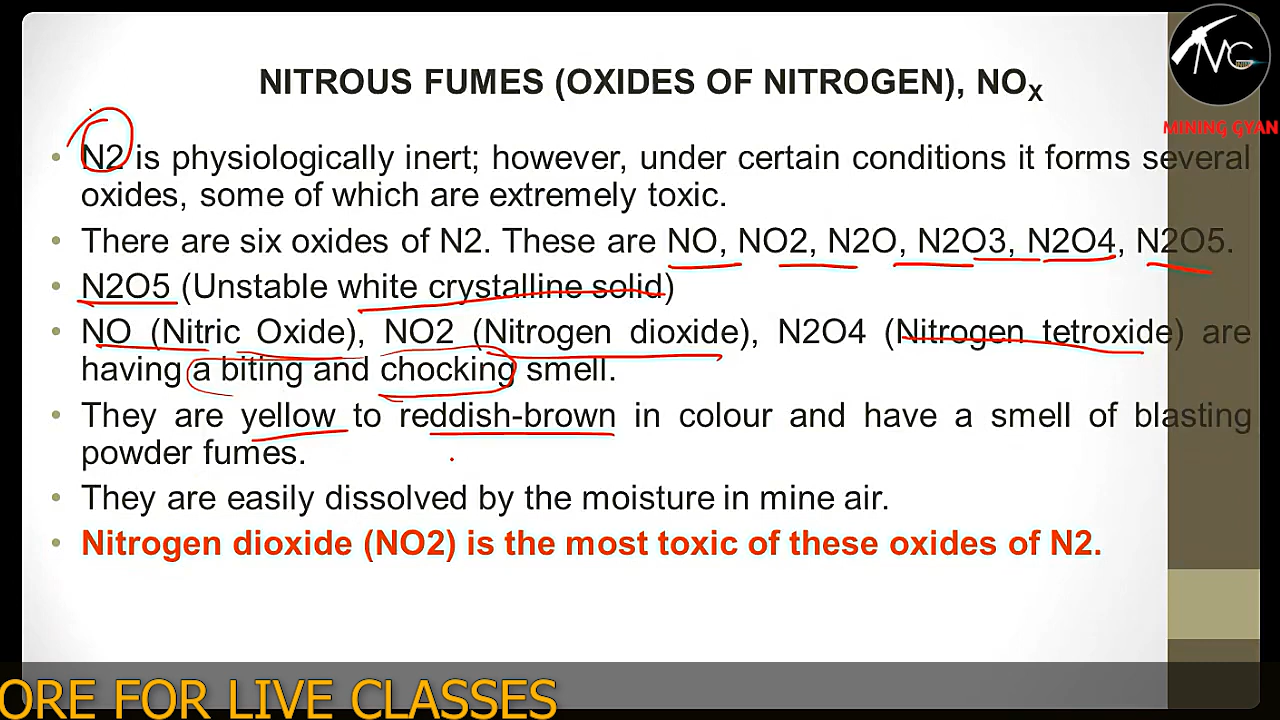 NITROUS FUMES (OXIDES OF NITROGEN), NOX
MG
MINING GYAN
• N2 is physiologically inert; however, under certain conditions it forms several
oxides, some of which are extremely toxic.
• There are six oxides of N2. These are NO, NO2, N2O, N2O3, N2O4, N2O5.
• N2O5 (Unstable white crystalline solid)
• NO (Nitric Oxide), NO2 (Nitrogen dioxide), N2O4 (Nitrogen tetroxide) are
having a biting and chocking smell.
• They are yellow to reddish-brown in colour and have a smell of blasting
powder fumes.
• They are easily dissolved by the moisture in mine air.
• Nitrogen dioxide (NO2) is the most toxic of these oxides of N2.
ORE FOR LIVE CLASSES